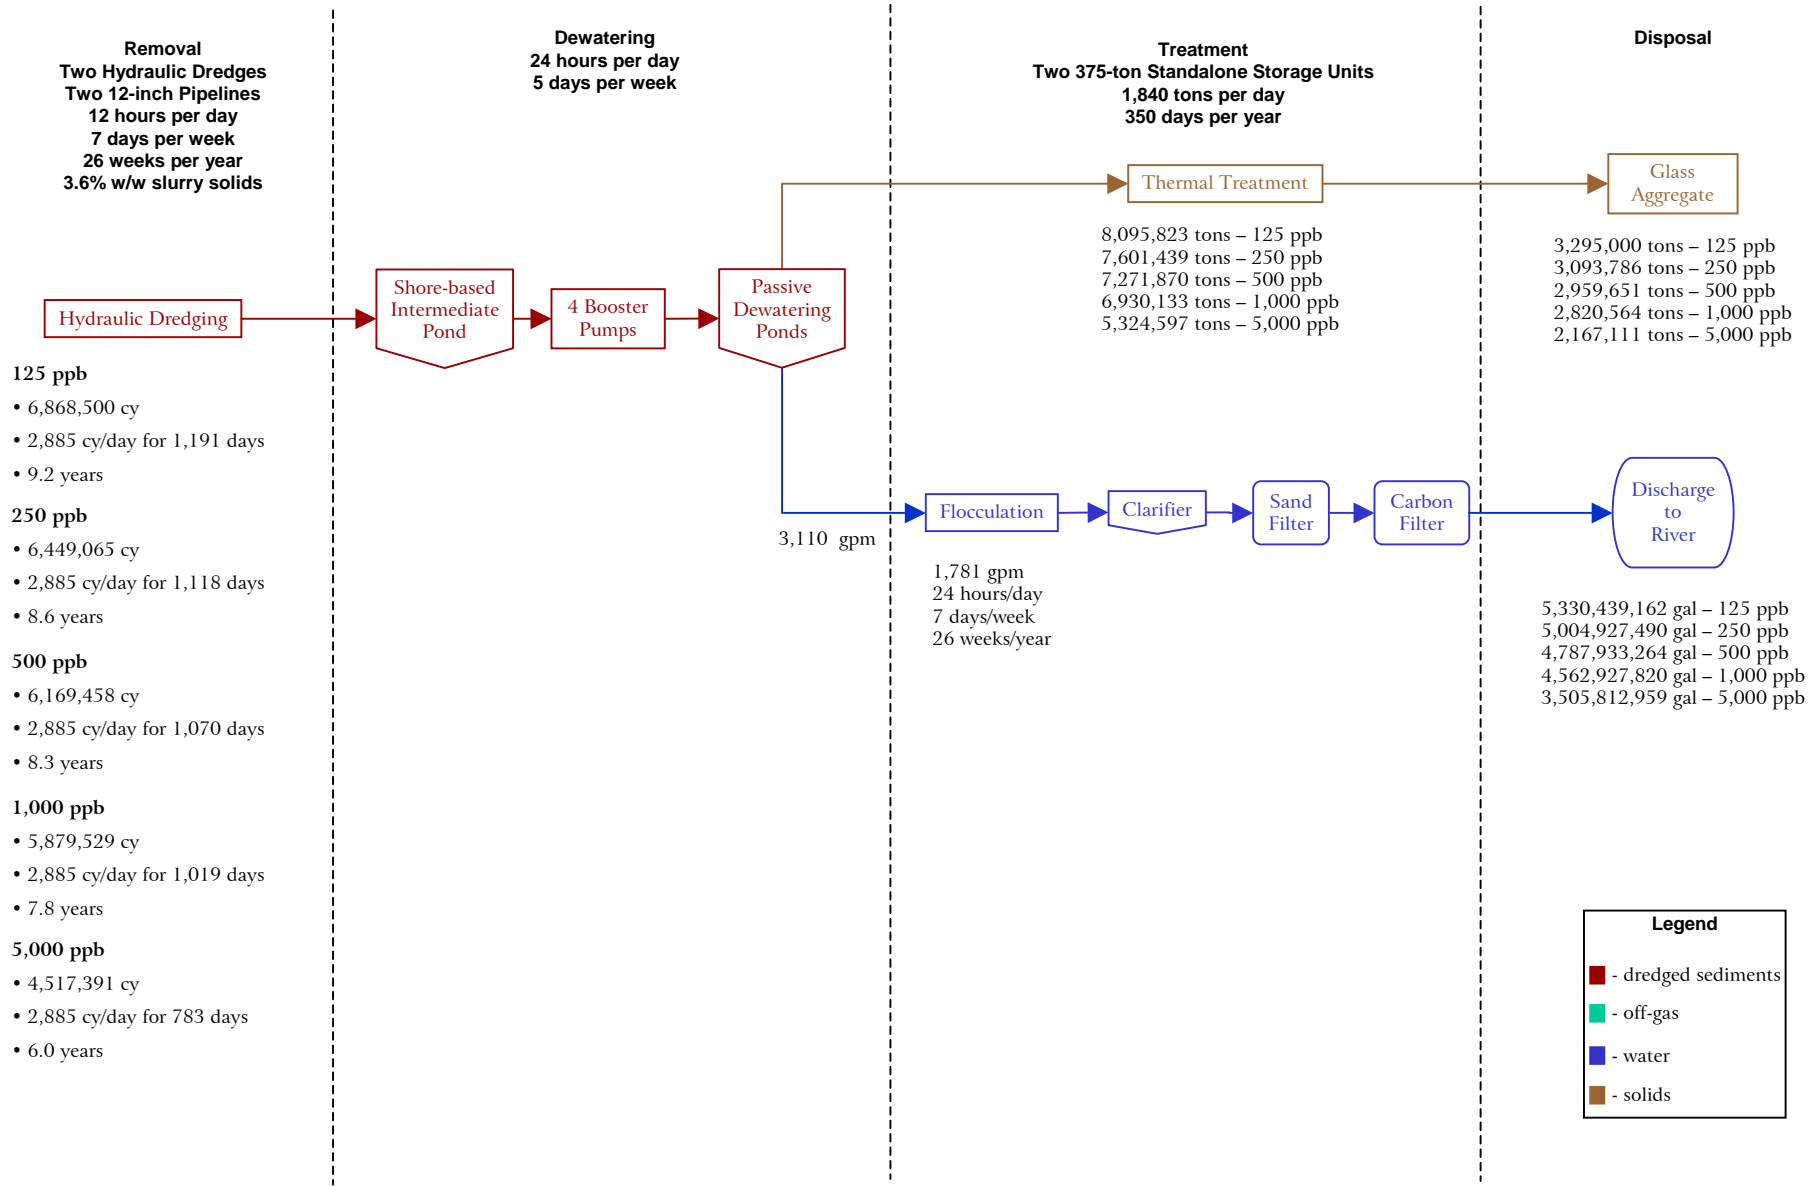 Removal
Two Hydraulic Dredges
Two 12-inch Pipelines
12 hours per day
7 days per week
26 weeks per year
3.6% w/w slurry solids
Dewatering
24 hours per day
5 days per week
Treatment
Two 375-ton Standalone Storage Units
1,840 tons per day
350 days per year
Disposal
Hydraulic Dredging
Shore-based
Intermediate
Pond
4 Booster
Pumps
Passive
Dewatering
Ponds
Thermal Treatment
Glass
Aggregate
8,095,823 tons – 125 ppb
7,601,439 tons – 250 ppb
7,271,870 tons – 500 ppb
6,930,133 tons – 1,000 ppb
5,324,597 tons – 5,000 ppb
3,295,000 tons – 125 ppb
3,093,786 tons – 250 ppb
2,959,651 tons – 500 ppb
2,820,564 tons – 1,000 ppb
2,167,111 tons – 5,000 ppb
125 ppb
• 6,868,500 cy
• 2,885 cy/day for 1,191 days
• 9.2 years
250 ppb
• 6,449,065 cy
• 2,885 cy/day for 1,118 days
• 8.6 years
500 ppb
• 6,169,458 cy
• 2,885 cy/day for 1,070 days
• 8.3 years
1,000 ppb
• 5,879,529 cy
• 2,885 cy/day for 1,019 days
• 7.8 years
5,000 ppb
• 4,517,391 cy
• 2,885 cy/day for 783 days
• 6.0 years
3,110 gpm
Flocculation
Clarifier
Sand
Filter
Carbon
Filter
Discharge
to
River
1,781 gpm
24 hours/day
7 days/week
26 weeks/year
5,330,439,162 gal – 125 ppb
5,004,927,490 gal – 250 ppb
4,787,933,264 gal – 500 ppb
4,562,927,820 gal – 1,000 ppb
3,505,812,959 gal – 5,000 ppb
Legend
- dredged sediments
- off-gas
- water
- solids